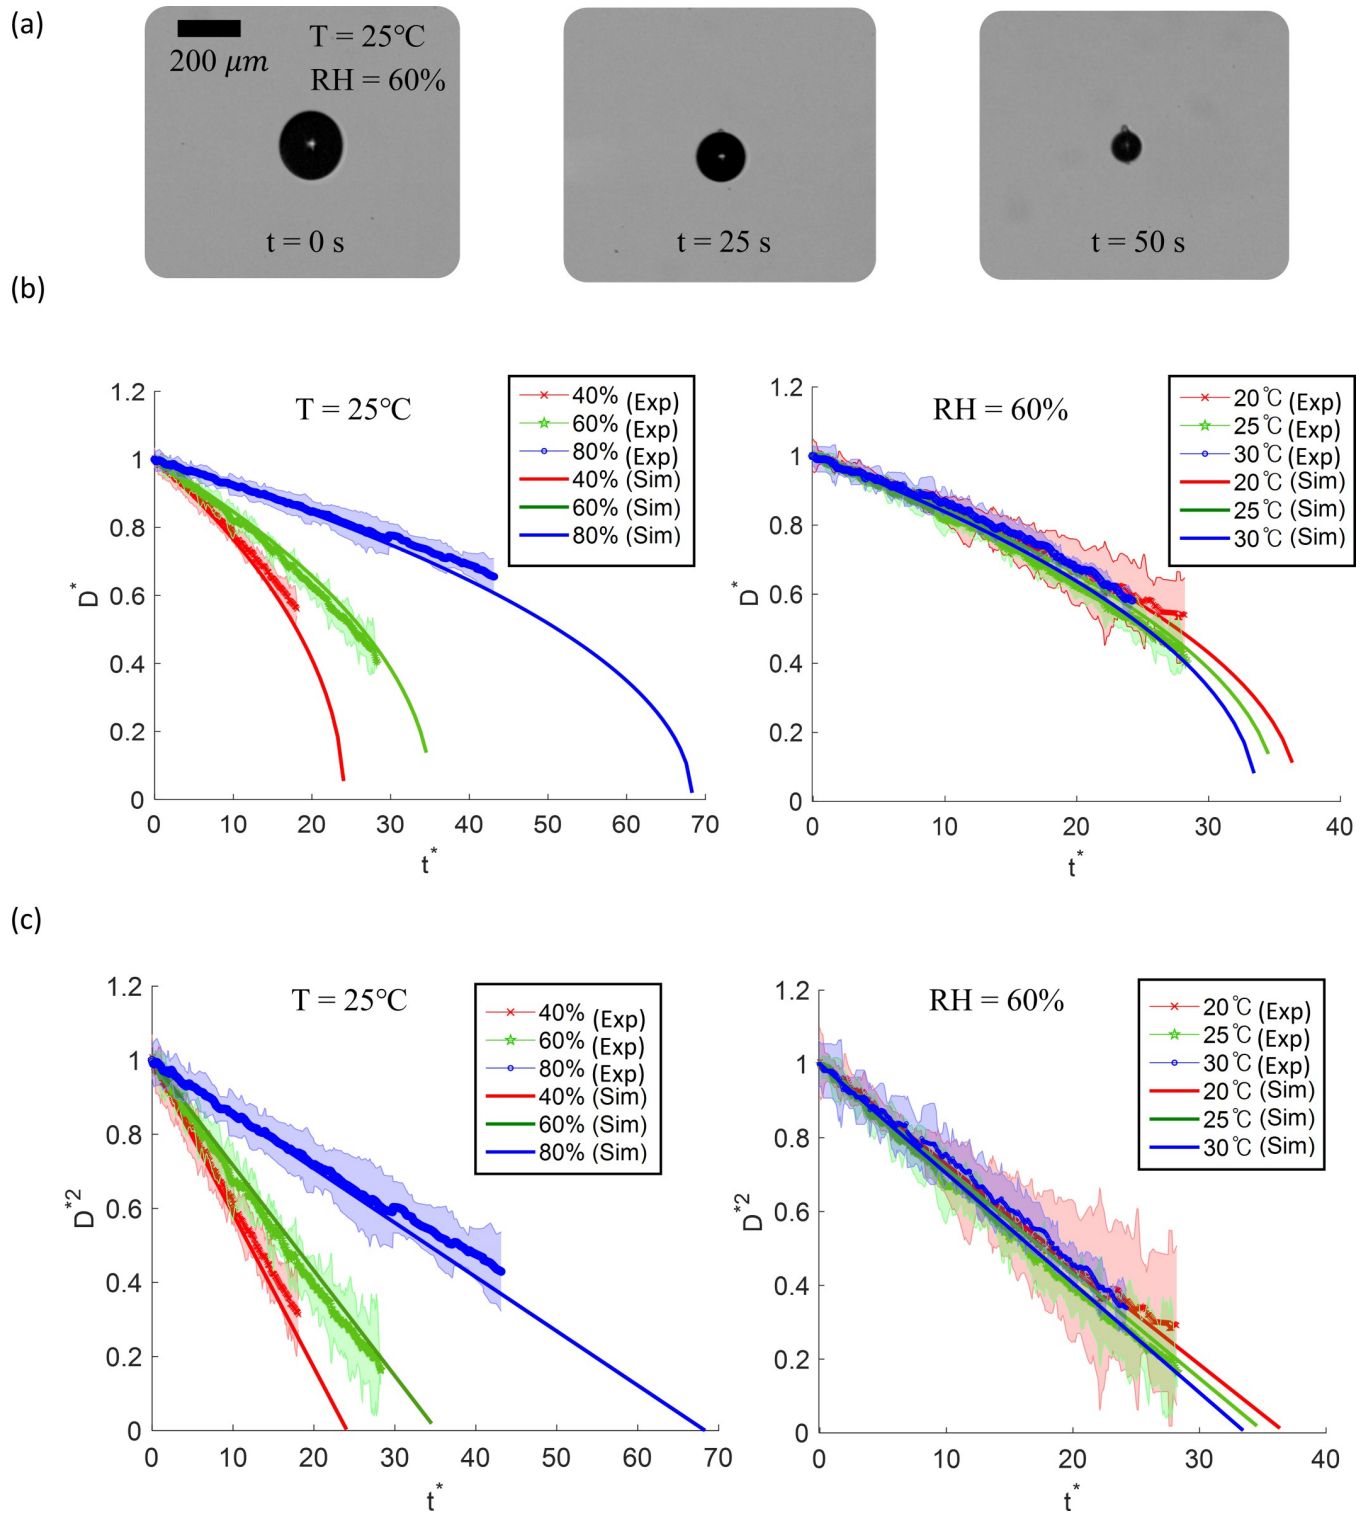 (a)
200 μm
T = 25℃
RH = 60%
t = 0 s
t = 25 s
t = 50 s
(b)
T = 25℃
40% (Exp)
60% (Exp)
80% (Exp)
40% (Sim)
60% (Sim)
80% (Sim)
1.2
1
0.8
0.6
0.4
0.2
0
D*
0 10 20 30 40 50 60 70
t*
RH = 60%
20℃ (Exp)
25℃ (Exp)
30℃ (Exp)
20℃ (Sim)
25℃ (Sim)
30℃ (Sim)
1.2
1
0.8
0.6
0.4
0.2
0
D*
0 10 20 30 40
t*
(c)
T = 25℃
40% (Exp)
60% (Exp)
80% (Exp)
40% (Sim)
60% (Sim)
80% (Sim)
1.2
1
0.8
0.6
0.4
0.2
0
D*2
0 10 20 30 40 50 60 70
t*
RH = 60%
20℃ (Exp)
25℃ (Exp)
30℃ (Exp)
20℃ (Sim)
25℃ (Sim)
30℃ (Sim)
1.2
1
0.8
0.6
0.4
0.2
0
D*2
0 10 20 30 40
t*